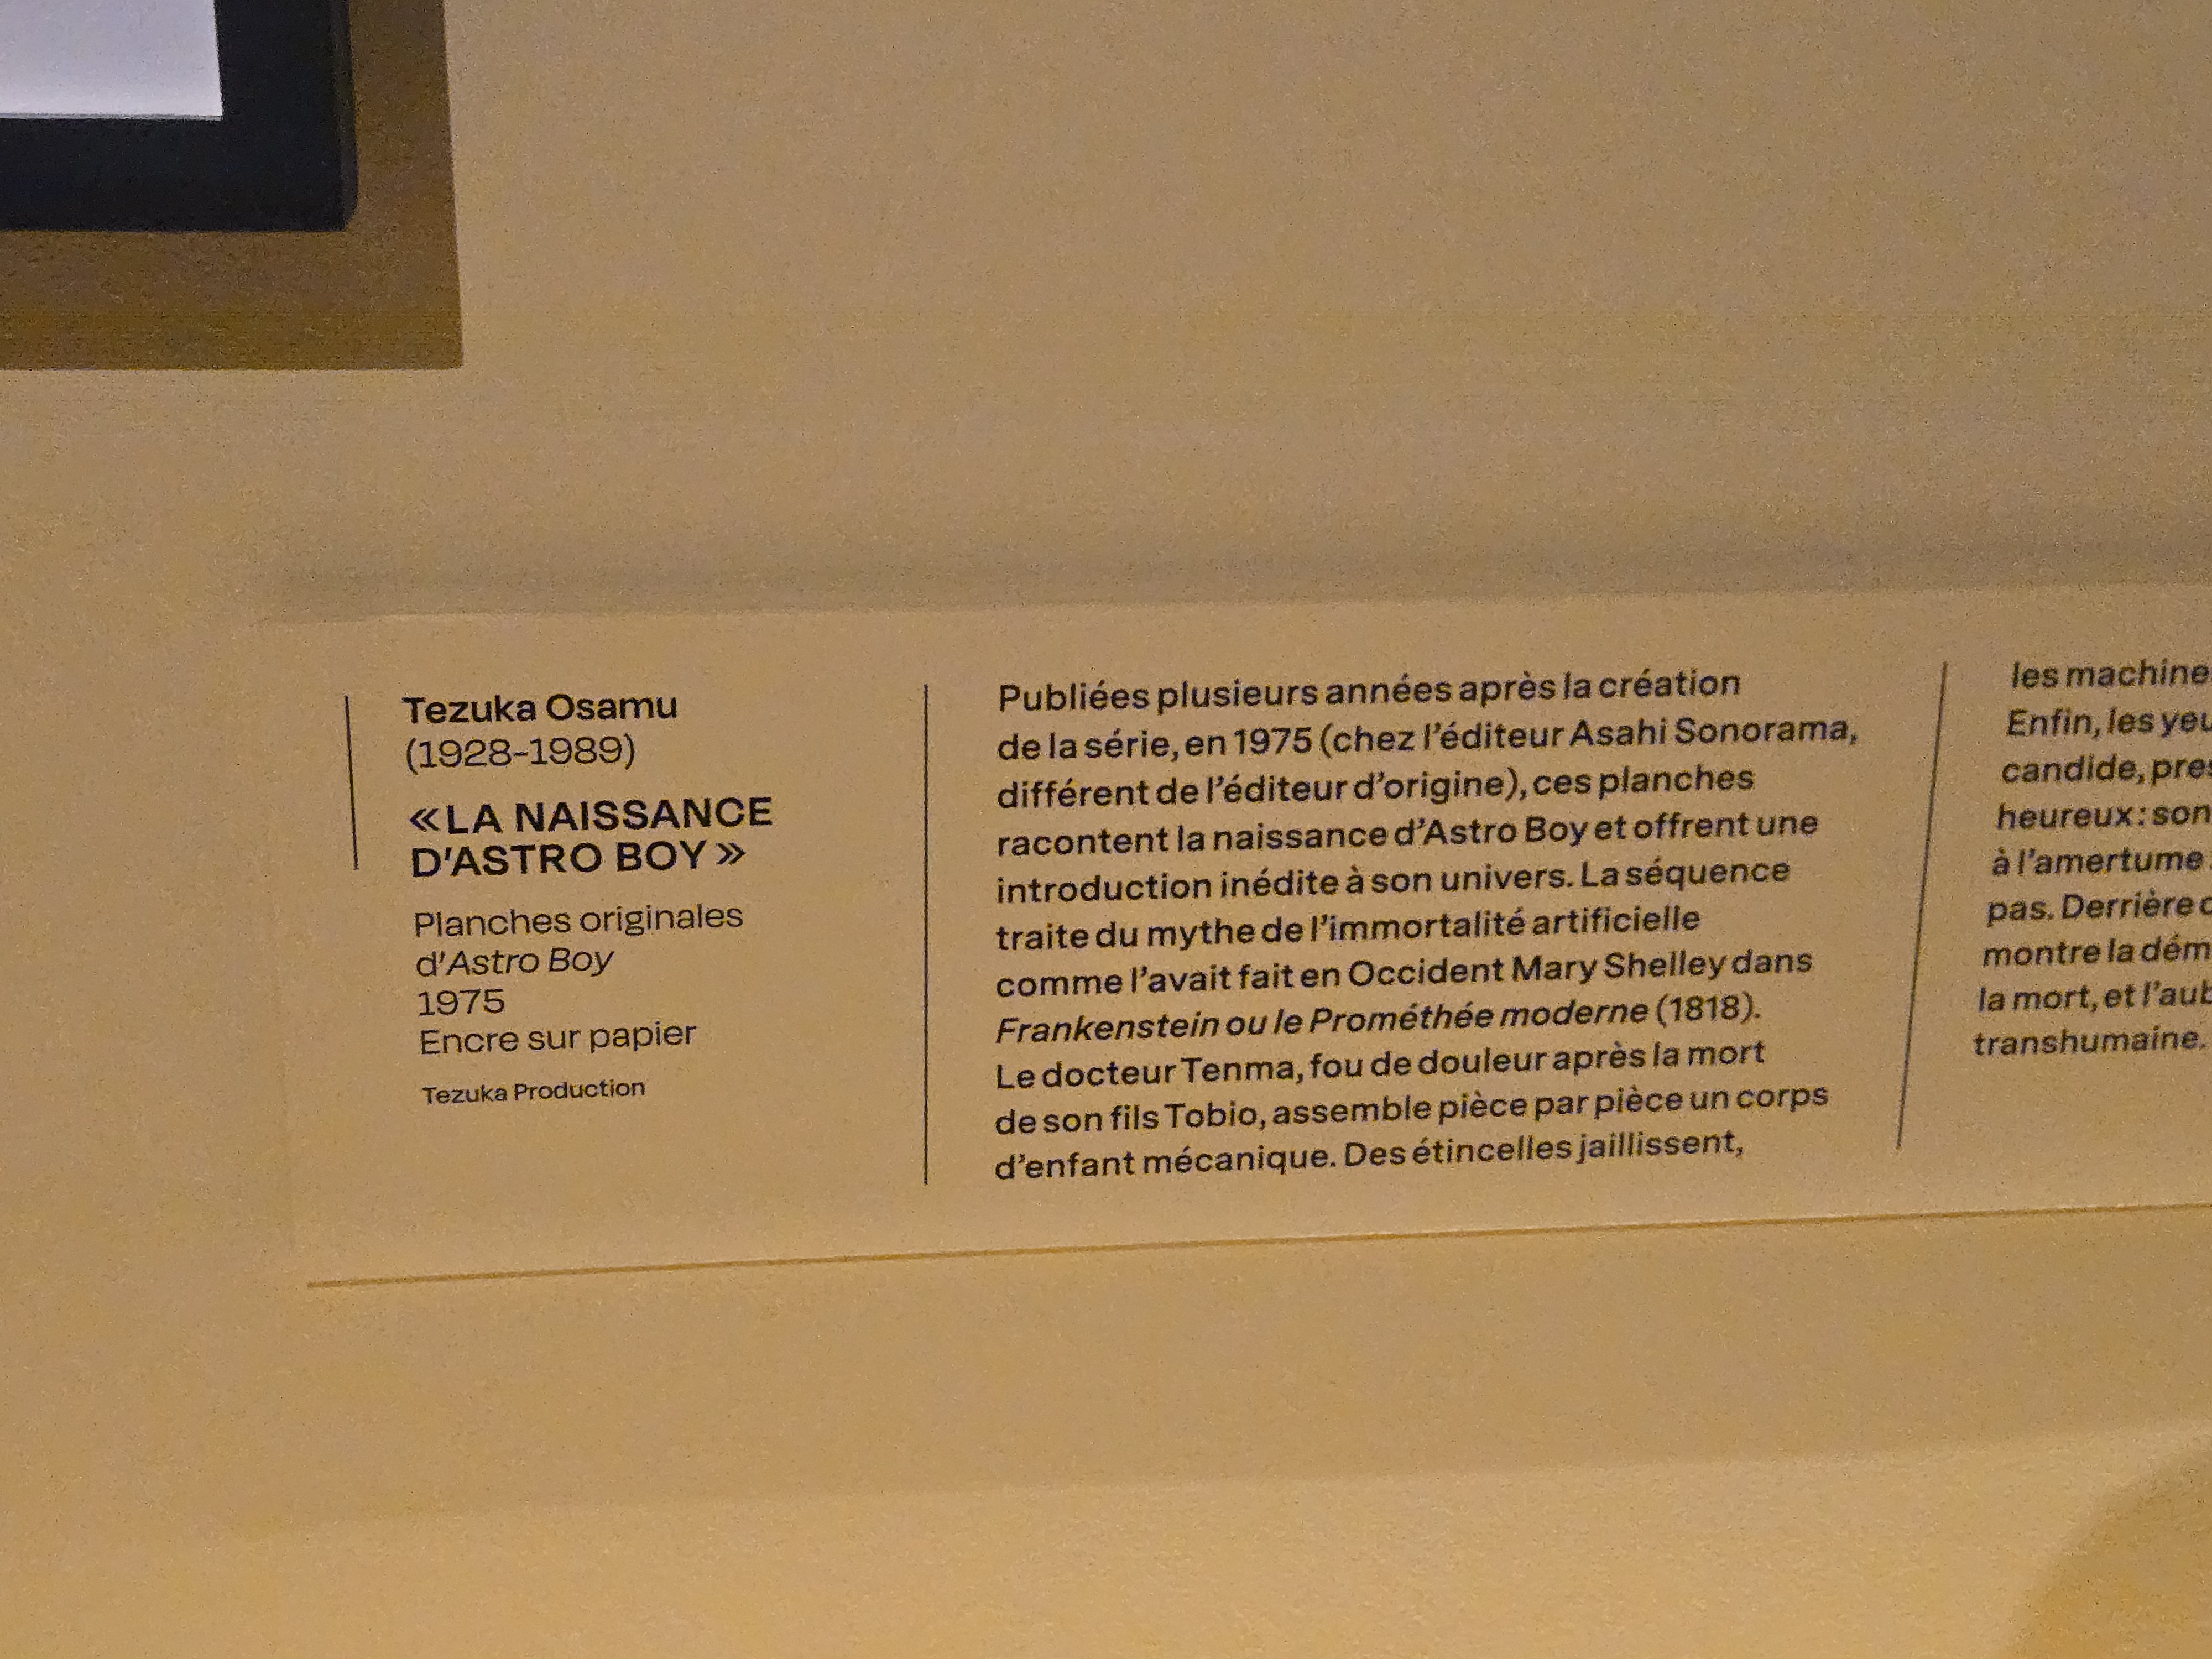 Tezuka Osamu
(1928-1989)
«LA NAISSANCE
D'ASTRO BOY»
Planches originales
d'Astro Boy
1975
Encre sur papier
Tezuka Production
Publiées plusieurs années après la création
de la série, en 1975 (chez l'éditeur Asahi Sonorama,
différent de l'éditeur d'origine), ces planches
racontent la naissance d'Astro Boy et offrent une
introduction inédite à son univers. La séquence
traite du mythe de l'immortalité artificielle
comme l'avait fait en Occident Mary Shelley dans
Frankenstein ou le Prométhée moderne (1818).
Le docteur Tenma, fou de douleur après la mort
de son fils Tobio, assemble pièce par pièce un corps
d'enfant mécanique. Des étincelles jaillissent,
les
Enfin, les
candide,
heureux: son
à l'amertume
pas. Derrière
montre la
la mort, et
transhumaine.